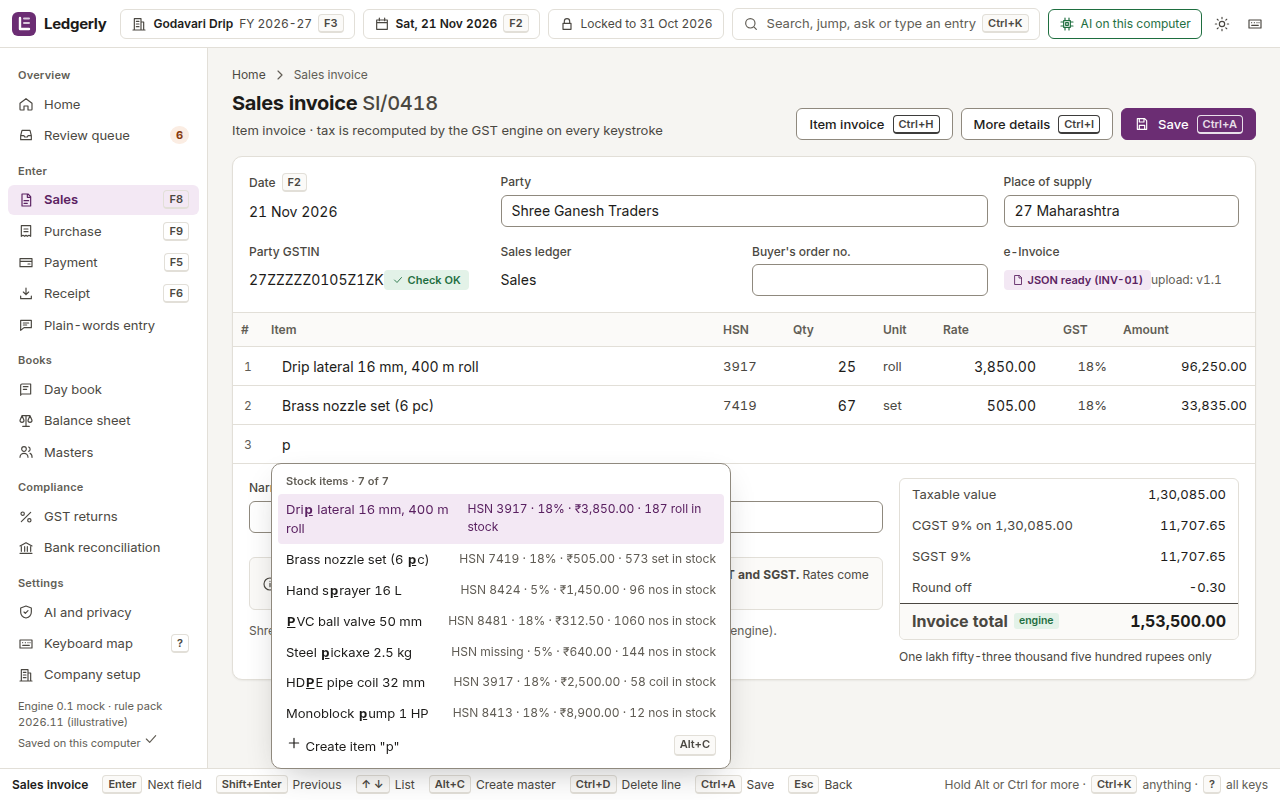 Ledgerly
Godavari Drip FY 2026-27 F3
Sat, 21 Nov 2026 F2
Locked to 31 Oct 2026
Search, jump, ask or type an entry Ctrl+K
AI on this computer
Overview
Home
Review queue 6
Enter
Sales F8
Purchase F9
Payment F5
Receipt F6
Plain-words entry
Books
Day book
Balance sheet
Masters
Compliance
GST returns
Bank reconciliation
Settings
AI and privacy
Keyboard map ?
Company setup
Engine 0.1 mock · rule pack
2026.11 (illustrative)
Saved on this computer
Home > Sales invoice
Sales invoice SI/0418
Item invoice · tax is recomputed by the GST engine on every keystroke
Item invoice Ctrl+H
More details Ctrl+I
Save Ctrl+A
Date F2
21 Nov 2026
Party
Shree Ganesh Traders
Place of supply
27 Maharashtra
Party GSTIN
27ZZZZZ0105Z1ZK Check OK
Sales ledger
Sales
Buyer's order no.
e-Invoice
JSON ready (INV-01) upload: v1.1
# Item HSN Qty Unit Rate GST Amount
1 Drip lateral 16 mm, 400 m roll 3917 25 roll 3,850.00 18% 96,250.00
2 Brass nozzle set (6 pc) 7419 67 set 505.00 18% 33,835.00
3 p
Stock items · 7 of 7
Drip lateral 16 mm, 400 m roll HSN 3917 · 18% · ₹3,850.00 · 187 roll in stock
Brass nozzle set (6 pc) HSN 7419 · 18% · ₹505.00 · 573 set in stock
Hand sprayer 16 L HSN 8424 · 5% · ₹1,450.00 · 96 nos in stock
PVC ball valve 50 mm HSN 8481 · 18% · ₹312.50 · 1060 nos in stock
Steel pickaxe 2.5 kg HSN missing · 5% · ₹640.00 · 144 nos in stock
HDPE pipe coil 32 mm HSN 3917 · 18% · ₹2,500.00 · 58 coil in stock
Monoblock pump 1 HP HSN 8413 · 18% · ₹8,900.00 · 12 nos in stock
+ Create item "p" Alt+C
T and SGST. Rates come
engine).
Taxable value 1,30,085.00
CGST 9% on 1,30,085.00 11,707.65
SGST 9% 11,707.65
Round off -0.30
Invoice total engine 1,53,500.00
One lakh fifty-three thousand five hundred rupees only
Sales invoice Enter Next field Shift+Enter Previous ↑↓ List Alt+C Create master Ctrl+D Delete line Ctrl+A Save Esc Back
Hold Alt or Ctrl for more · Ctrl+K anything · ? all keys